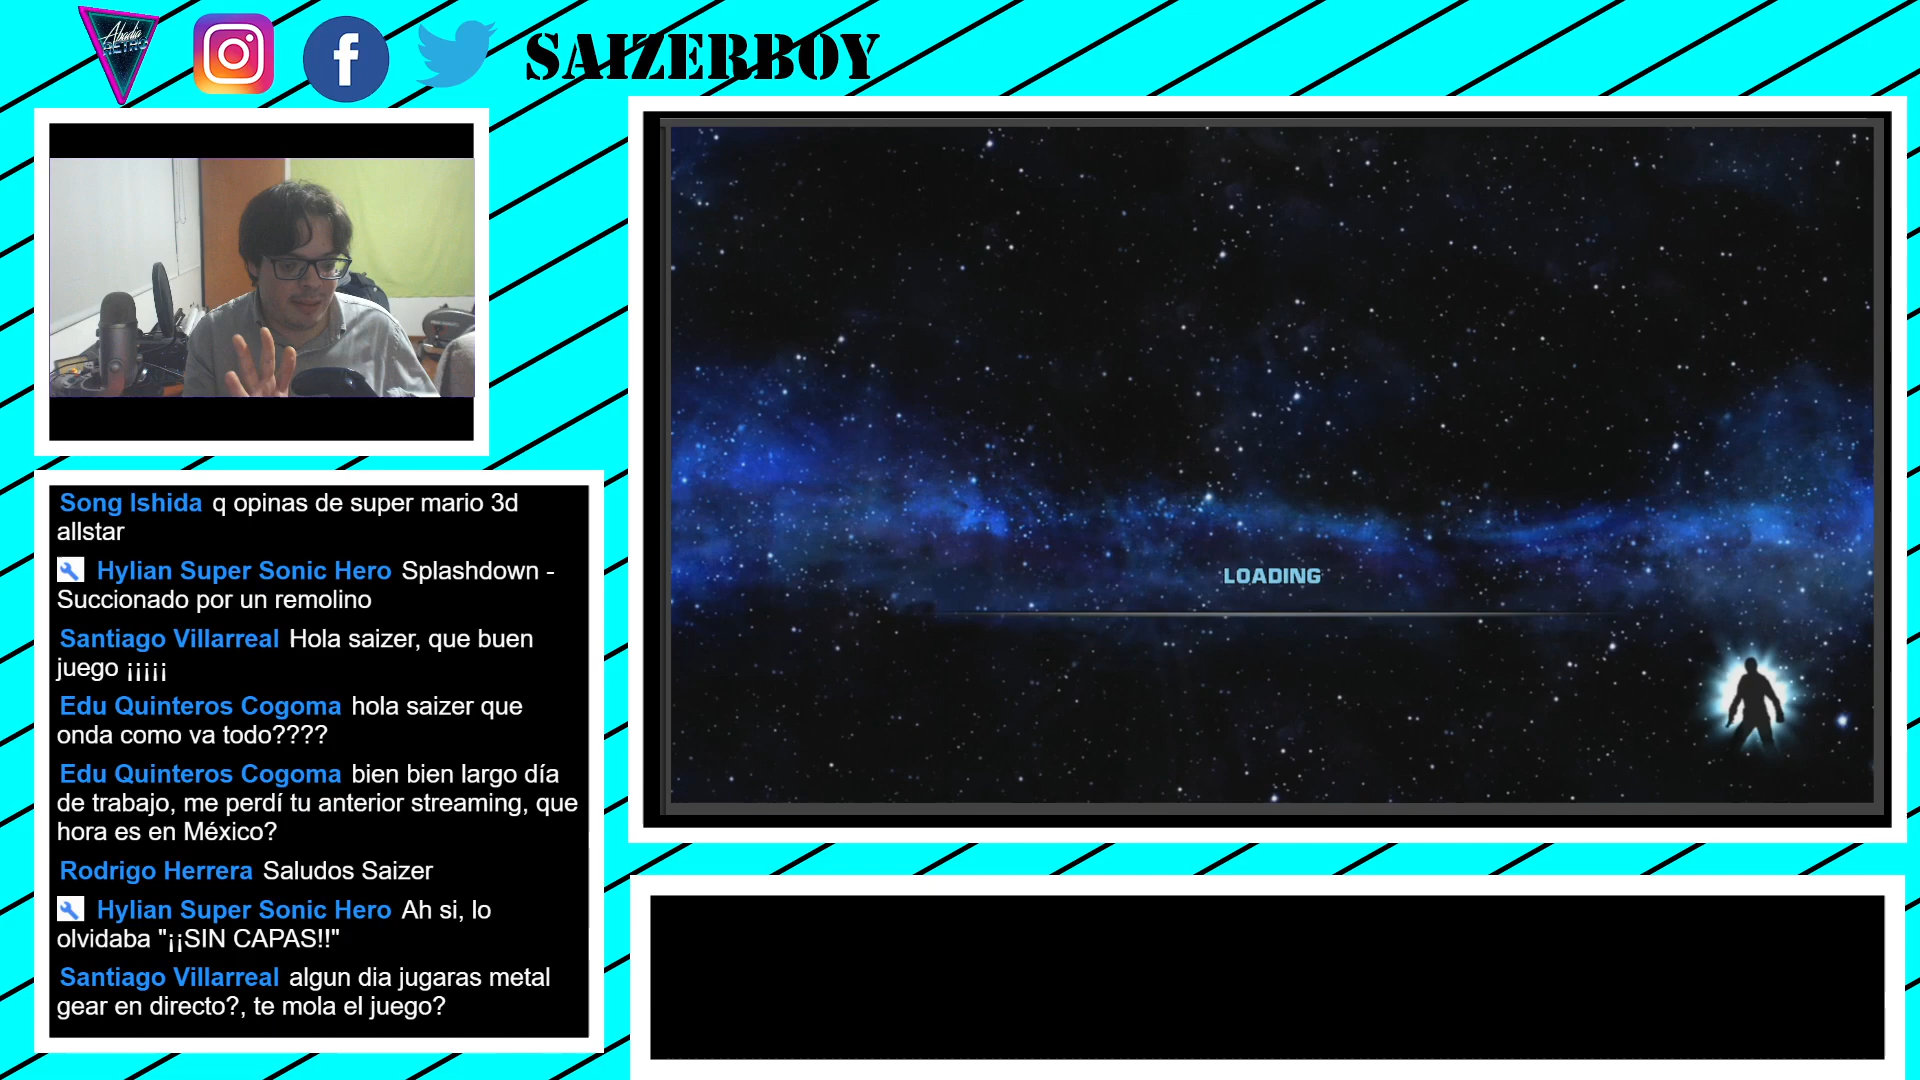 Abadia
RETRO
SAIZERBOY
Song Ishida q opinas de super mario 3d
allstar
Hylian Super Sonic Hero Splashdown -
Succionado por un remolino
Santiago Villarreal Hola saizer, que buen
juego ¡¡¡¡¡
Edu Quinteros Cogoma hola saizer que
onda como va todo????
Edu Quinteros Cogoma bien bien largo día
de trabajo, me perdí tu anterior streaming, que
hora es en México?
Rodrigo Herrera Saludos Saizer
Hylian Super Sonic Hero Ah si, lo
olvidaba "¡¡SIN CAPAS!!"
Santiago Villarreal algun dia jugaras metal
gear en directo?, te mola el juego?
LOADING